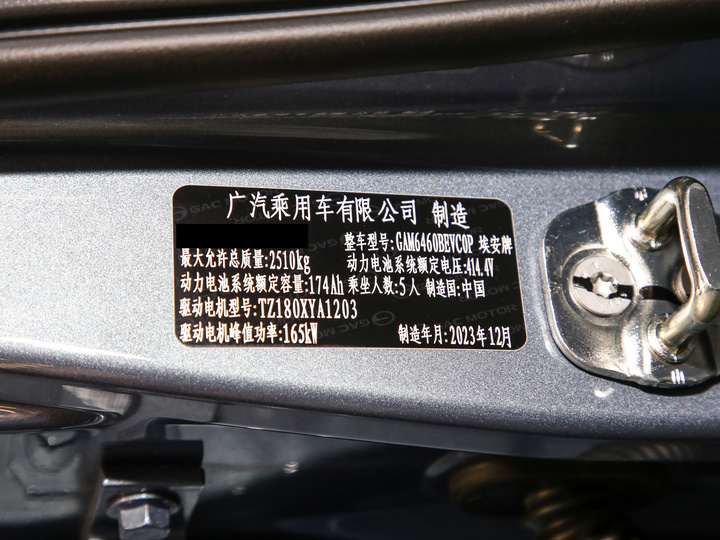 广汽乘用车有限公司 制造
整车型号:GAM6460BEVC0P 埃安牌
最大允许总质量:2510kg 动力电池系统额定电压:414.4V
动力电池系统额定容量:174Ah 乘坐人数:5人 制造国:中国
驱动电机型号:TZ180XYA1203
驱动电机峰值功率:165kW 制造年月:2023年12月
GAC MOTOR